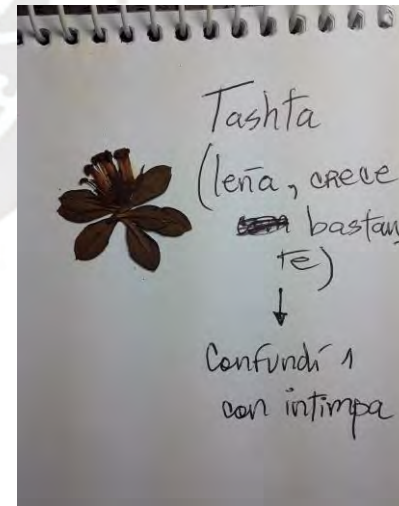 Tashta
(leña, crece
bastan
te)
Confundí 1
con intimpa